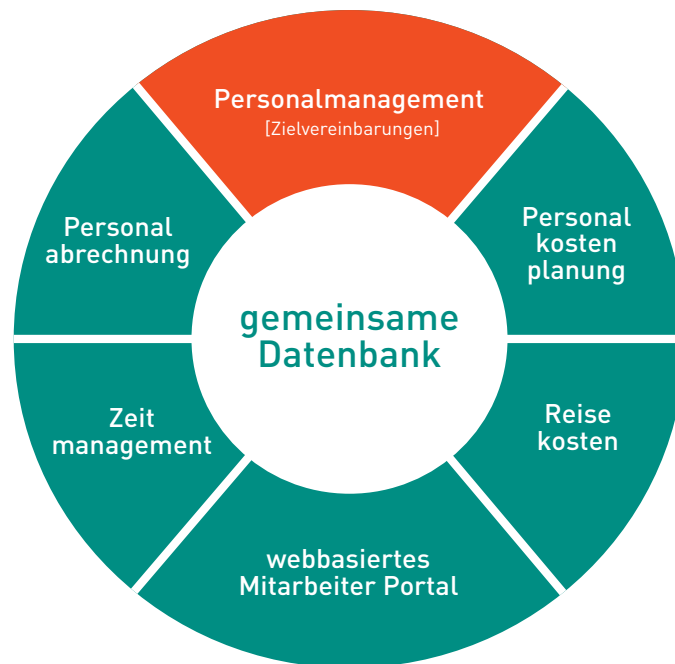 Personalmanagement
[Zielvereinbarungen]
Personal
abrechnung
Personal
kosten
planung
gemeinsame
Datenbank
Zeit
management
Reise
kosten
webbasiertes
Mitarbeiter Portal